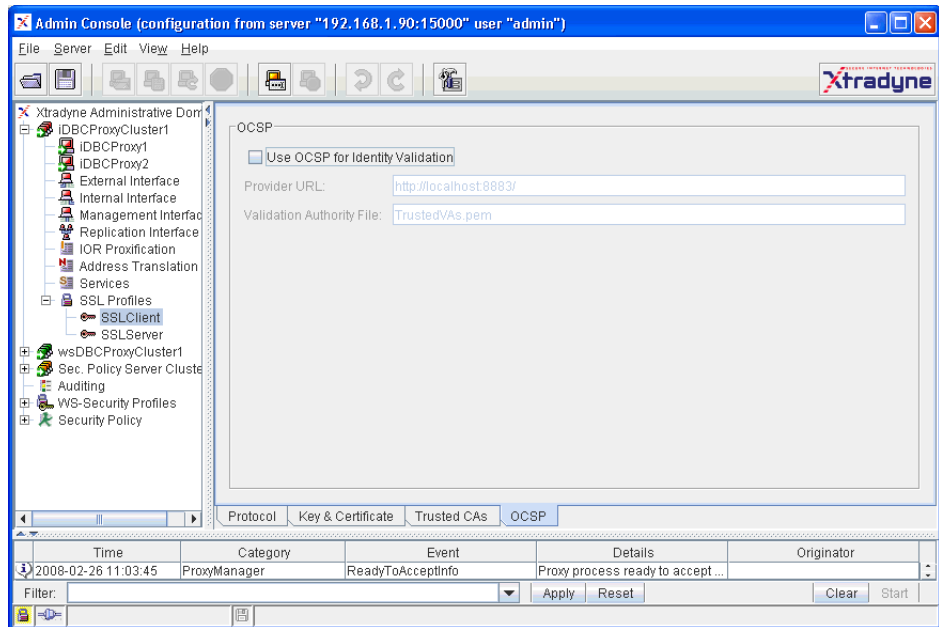 Admin Console (configuration from server "192.168.1.90:15000" user "admin")
File Server Edit View Help
Xtradyne
Xtradyne Administrative Dom
iDBCProxyCluster1
iDBCProxy1
iDBCProxy2
External Interface
Internal Interface
Management Interfac
Replication Interface
IOR Proxification
Address Translation
Services
SSL Profiles
SSLClient
SSLServer
wsDBCProxyCluster1
Sec. Policy Server Cluste
Auditing
WS-Security Profiles
Security Policy
OCSP
Use OCSP for Identity Validation
Provider URL: http://localhost:8883/
Validation Authority File: TrustedVAs.pem
Protocol Key & Certificate Trusted CAs OCSP
Time Category Event Details Originator
2008-02-26 11:03:45 ProxyManager ReadyToAcceptInfo Proxy process ready to accept ...
Filter: Apply Reset Clear Start